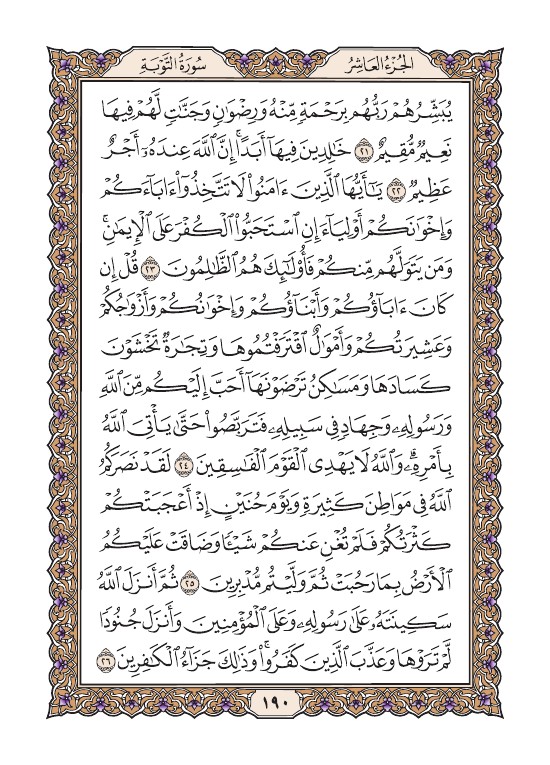 الجُزْءُ العَاشِرُ
سُورَةُ التَّوْبَةِ
يُبَشِّرُهُمْ رَبُّهُم بِرَحْمَةٍ مِّنْهُ وَرِضْوَٰنٍ وَجَنَّٰتٍ لَّهُمْ فِيهَا
نَعِيمٌ مُّقِيمٌ ٢١ خَٰلِدِينَ فِيهَآ أَبَدًاۚ إِنَّ ٱللَّهَ عِندَهُۥٓ أَجْرٌ
عَظِيمٌ ٢٢ يَٰٓأَيُّهَا ٱلَّذِينَ ءَامَنُوا۟ لَا تَتَّخِذُوٓا۟ ءَابَآءَكُمْ
وَإِخْوَٰنَكُمْ أَوْلِيَآءَ إِنِ ٱسْتَحَبُّوا۟ ٱلْكُفْرَ عَلَى ٱلْإِيمَٰنِۚ
وَمَن يَتَوَلَّهُم مِّنكُمْ فَأُو۟لَٰٓئِكَ هُمُ ٱلظَّٰلِمُونَ ٢٣ قُلْ إِن
كَانَ ءَابَآؤُكُمْ وَأَبْنَآؤُكُمْ وَإِخْوَٰنُكُمْ وَأَزْوَٰجُكُمْ
وَعَشِيرَتُكُمْ وَأَمْوَٰلٌ ٱقْتَرَفْتُمُوهَا وَتِجَٰرَةٌ تَخْشَوْنَ
كَسَادَهَا وَمَسَٰكِنُ تَرْضَوْنَهَآ أَحَبَّ إِلَيْكُم مِّنَ ٱللَّهِ
وَرَسُولِهِۦ وَجِهَادٍ فِى سَبِيلِهِۦ فَتَرَبَّصُوا۟ حَتَّىٰ يَأْتِىَ ٱللَّهُ
بِأَمْرِهِۦۗ وَٱللَّهُ لَا يَهْدِى ٱلْقَوْمَ ٱلْفَٰسِقِينَ ٢٤ لَقَدْ نَصَرَكُمُ
ٱللَّهُ فِى مَوَاطِنَ كَثِيرَةٍۙ وَيَوْمَ حُنَيْنٍۙ إِذْ أَعْجَبَتْكُمْ
كَثْرَتُكُمْ فَلَمْ تُغْنِ عَنكُمْ شَيْـًٔا وَضَاقَتْ عَلَيْكُمُ
ٱلْأَرْضُ بِمَا رَحُبَتْ ثُمَّ وَلَّيْتُم مُّدْبِرِينَ ٢٥ ثُمَّ أَنزَلَ ٱللَّهُ
سَكِينَتَهُۥ عَلَىٰ رَسُولِهِۦ وَعَلَى ٱلْمُؤْمِنِينَ وَأَنزَلَ جُنُودًا
لَّمْ تَرَوْهَا وَعَذَّبَ ٱلَّذِينَ كَفَرُوا۟ۚ وَذَٰلِكَ جَزَآءُ ٱلْكَٰفِرِينَ ٢٦
١٩٠